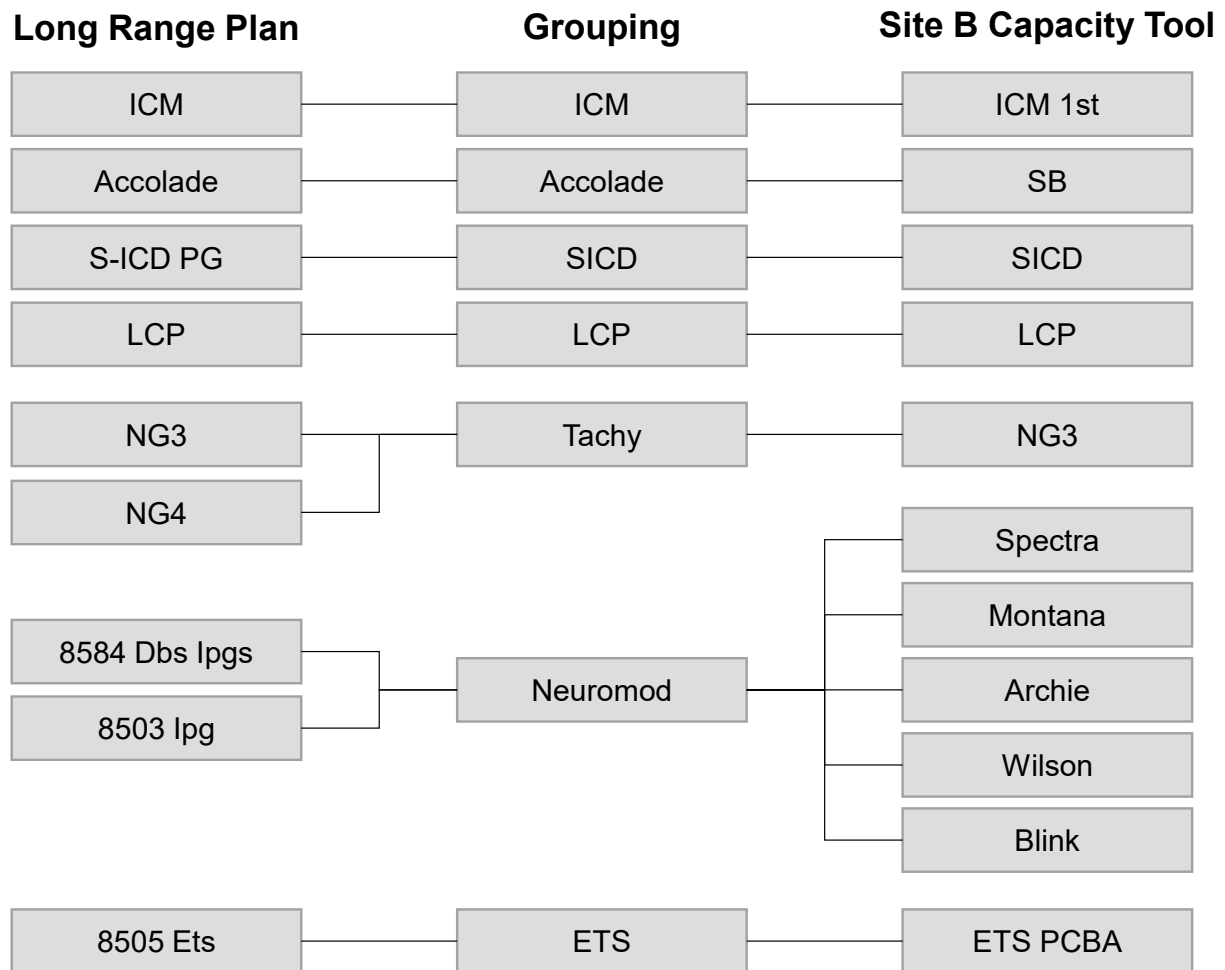 Long Range Plan Grouping Site B Capacity Tool
ICM ICM ICM 1st
Accolade Accolade SB
S-ICD PG SICD SICD
LCP LCP LCP
NG3 Tachy NG3
NG4
Spectra
Montana
8584 Dbs Ipgs
Neuromod Archie
8503 Ipg
Wilson
Blink
8505 Ets ETS ETS PCBA